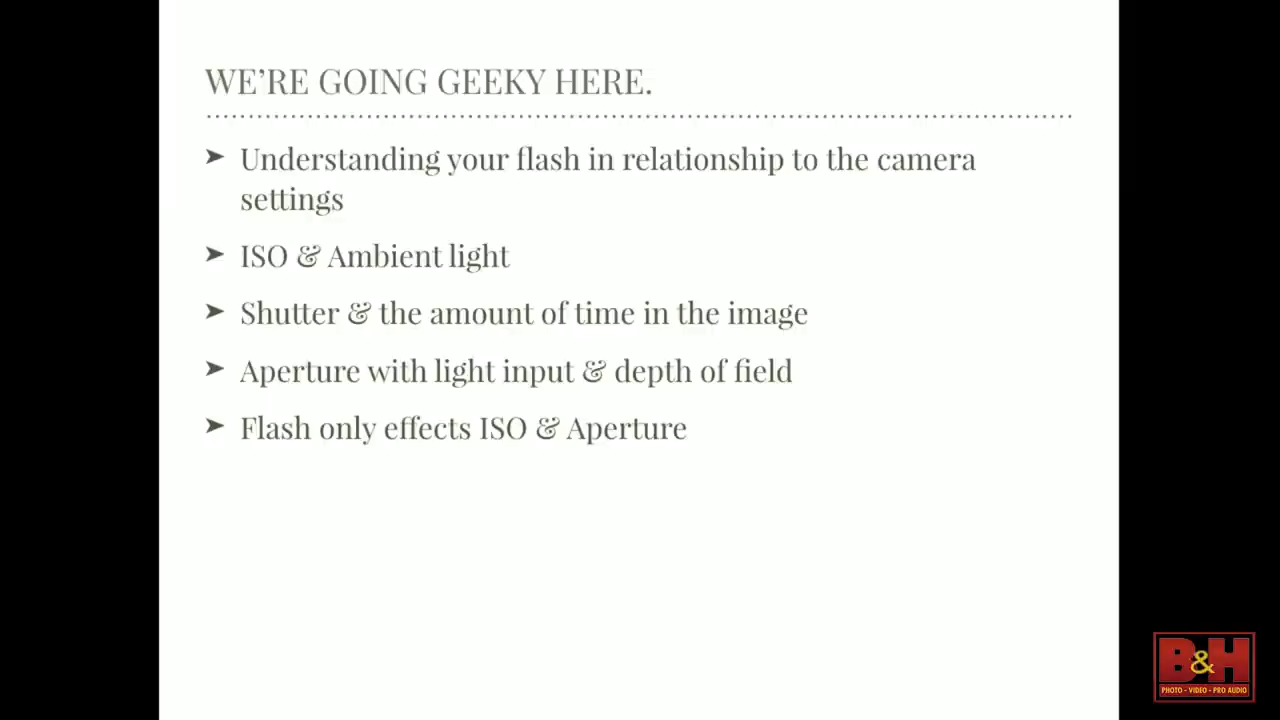 WE’RE GOING GEEKY HERE.
➤ Understanding your flash in relationship to the camera
settings
➤ ISO & Ambient light
➤ Shutter & the amount of time in the image
➤ Aperture with light input & depth of field
➤ Flash only effects ISO & Aperture
B&H
PHOTO - VIDEO - PRO AUDIO